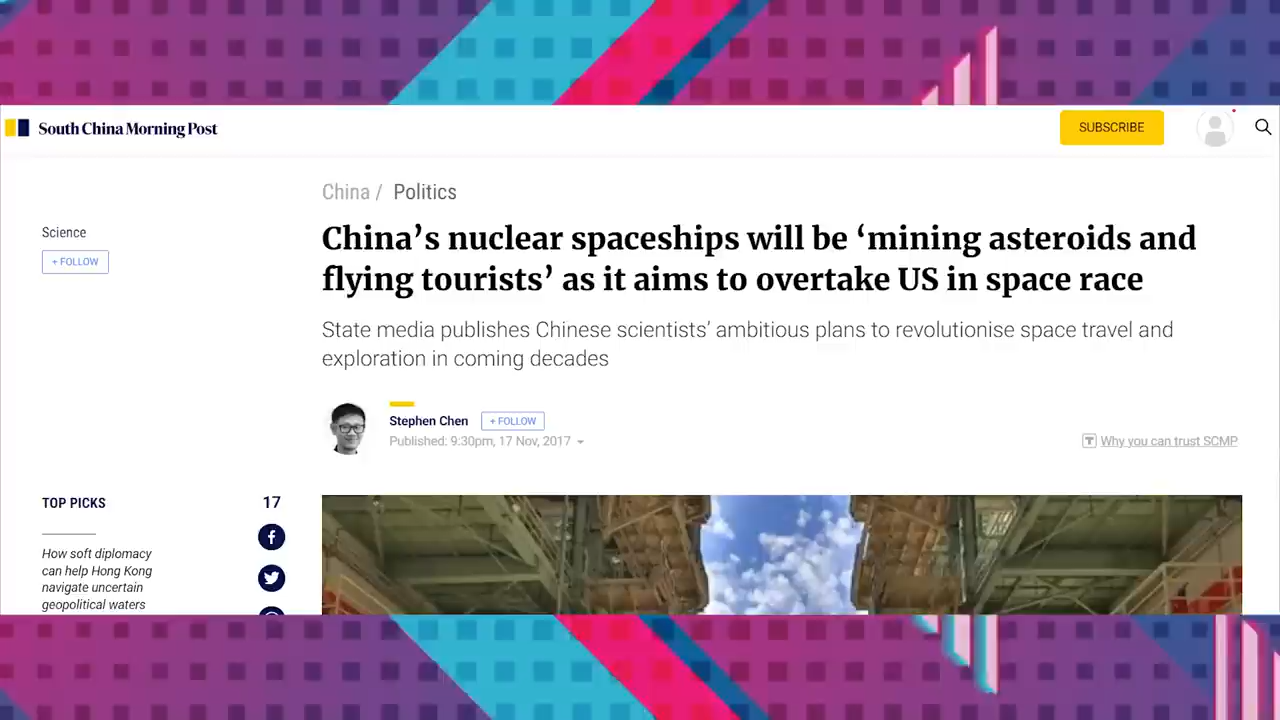 South China Morning Post
SUBSCRIBE
China / Politics
Science
+ FOLLOW
China’s nuclear spaceships will be ‘mining asteroids and
flying tourists’ as it aims to overtake US in space race
State media publishes Chinese scientists’ ambitious plans to revolutionise space travel and
exploration in coming decades
Stephen Chen
+ FOLLOW
Published: 9:30pm, 17 Nov, 2017
T Why you can trust SCMP
TOP PICKS
17
How soft diplomacy
can help Hong Kong
navigate uncertain
geopolitical waters